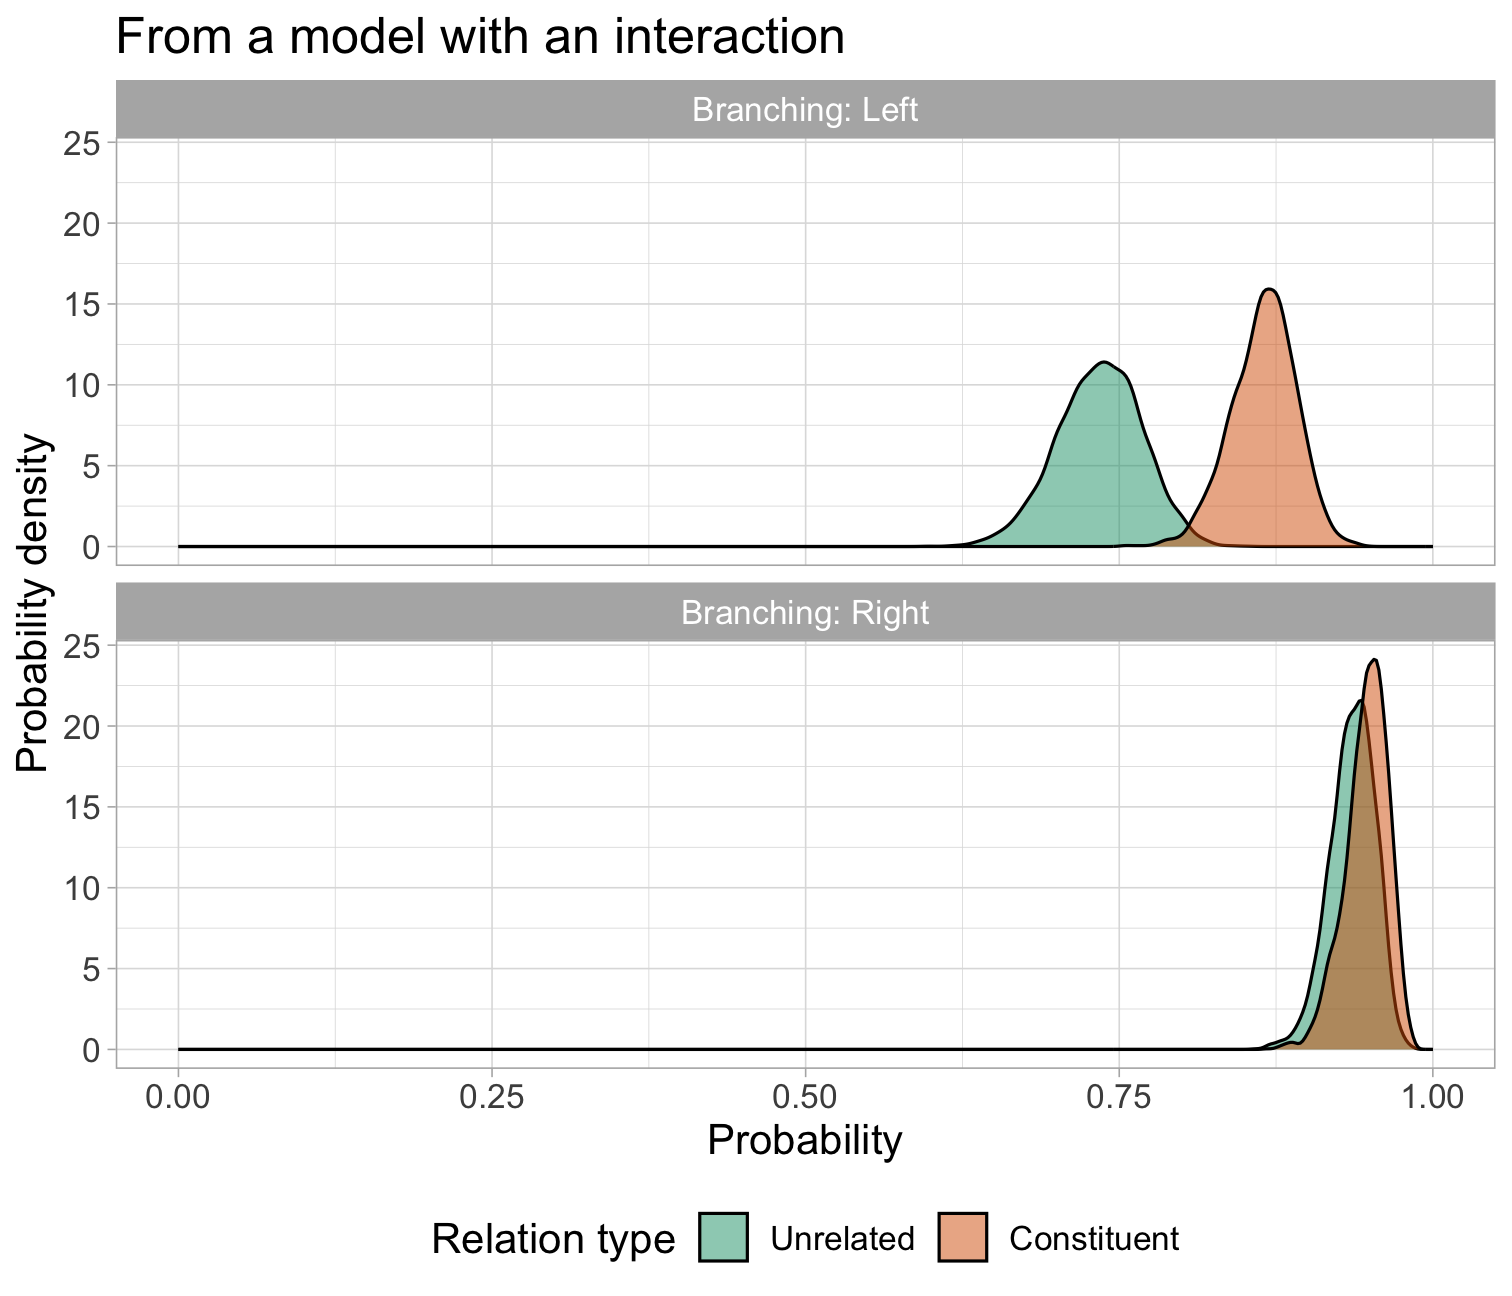 From a model with an interaction
Branching: Left
25
20
15
10
5
0
Branching: Right
25
20
15
10
5
0
Probability density
0.00 0.25 0.50 0.75 1.00
Probability
Relation type Unrelated Constituent